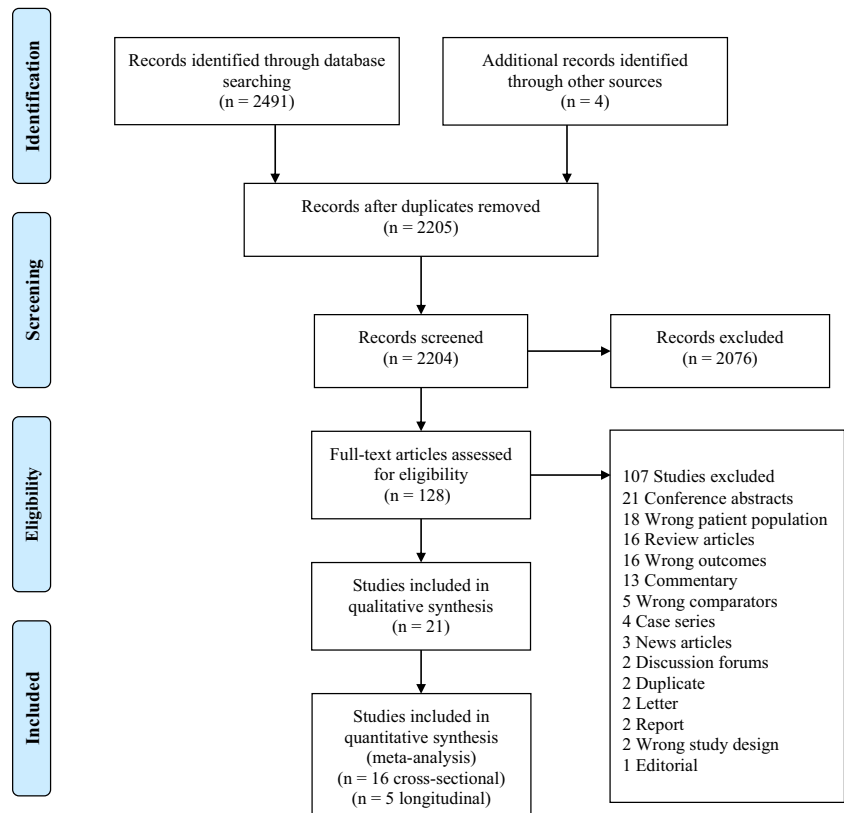 Identification
Records identified through database
searching
(n = 2491)
Additional records identified
through other sources
(n = 4)
Records after duplicates removed
(n = 2205)
Screening
Records screened
(n = 2204)
Records excluded
(n = 2076)
Eligibility
Full-text articles assessed
for eligibility
(n = 128)
107 Studies excluded
21 Conference abstracts
18 Wrong patient population
16 Review articles
16 Wrong outcomes
13 Commentary
5 Wrong comparators
4 Case series
3 News articles
2 Discussion forums
2 Duplicate
2 Letter
2 Report
2 Wrong study design
1 Editorial
Studies included in
qualitative synthesis
(n = 21)
Included
Studies included in
quantitative synthesis
(meta-analysis)
(n = 16 cross-sectional)
(n = 5 longitudinal)